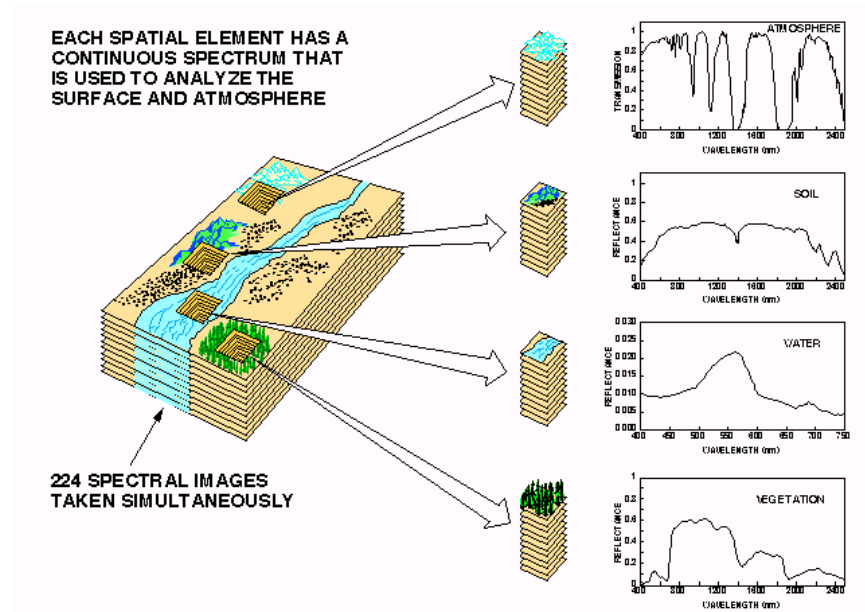 EACH SPATIAL ELEMENT HAS A
CONTINUOUS SPECTRUM THAT
IS USED TO ANALYZE THE
SURFACE AND ATMOSPHERE
224 SPECTRAL IMAGES
TAKEN SIMULTANEOUSLY
ATMOSPHERE
TRANSMISSION
1
0.8
0.6
0.4
0.2
0
400 800 1200 1600 2000 2400
WAVELENGTH (nm)
SOIL
REFLECTANCE
1
0.8
0.6
0.4
0.2
0
400 800 1200 1600 2000 2400
WAVELENGTH (nm)
WATER
REFLECTANCE
0.030
0.025
0.020
0.015
0.010
0.005
0.000
400 450 500 550 600 650 700 750
WAVELENGTH (nm)
VEGETATION
REFLECTANCE
1
0.8
0.6
0.4
0.2
0
400 800 1200 1600 2000 2400
WAVELENGTH (nm)